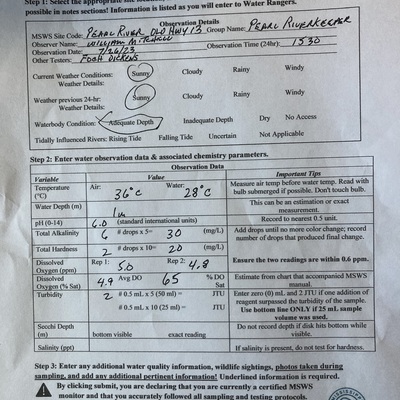 Step 1: Select the appropriate
possible in notes sections! Information is listed as you will enter to Water Rangers.
Observation Details
MSWS Site Code: PEARL RIVER OLD HWY 13 Group Name: PEARL RIVERKEEPER
Observer Name: WILLIAM
Observation Date: 7/26/23 Observation Time (24hr): 1530
Other Testers: POOH DICKENS
Current Weather Conditions: Sunny Cloudy Rainy Windy
Weather Details:
Weather previous 24-hr: Sunny Cloudy Rainy Windy
Weather Details:
Waterbody Condition: Adequate Depth Inadequate Depth Dry No Access
Tidally Influenced Rivers: Rising Tide Falling Tide Uncertain Not Applicable
Step 2: Enter water observation data & associated chemistry parameters.
Observation Data
Variable Value Important Tips
Temperature (°C) Air: 36°C Water: 28°C Measure air temp before water temp. Read with bulb submerged if possible. Don't touch bulb.
Water Depth (m) 1m This can be an estimation or exact measurement.
pH (0-14) 6.0 (standard international units) Record to nearest 0.5 unit.
Total Alkalinity 6 # drops x 5= 30 (mg/L) Add drops until no more color change; record number of drops that produced final change.
Total Hardness 2 # drops x 10= 20 (mg/L)
Dissolved Oxygen (ppm) Rep 1: 5.0 Rep 2: 4.8 Ensure the two readings are within 0.6 ppm.
Dissolved Oxygen (% Sat) 4.9 Avg DO 65 % DO Sat Estimate from chart that accompanied MSWS manual.
Turbidity 2 # 0.5 mL x 5 (50 ml) = JTU Enter zero (0) mL and 2 JTU if one addition of reagent surpassed the turbidity of the sample.
# 0.5 mL x 10 (25 ml) = JTU Use bottom line ONLY if 25 mL sample volume was used.
Secchi Depth (m) bottom visible exact reading Do not record depth if disk hits bottom while visible.
Salinity (ppt) If salinity is present, do not test for hardness.
Step 3: Enter any additional water quality information, wildlife sightings, photos taken during
sampling, and add any additional pertinent information! Underlined information is required.
By clicking submit, you are declaring that you are currently a certified MSWS
monitor and that you accurately followed all sampling and testing protocols.
MISSISSIPPI